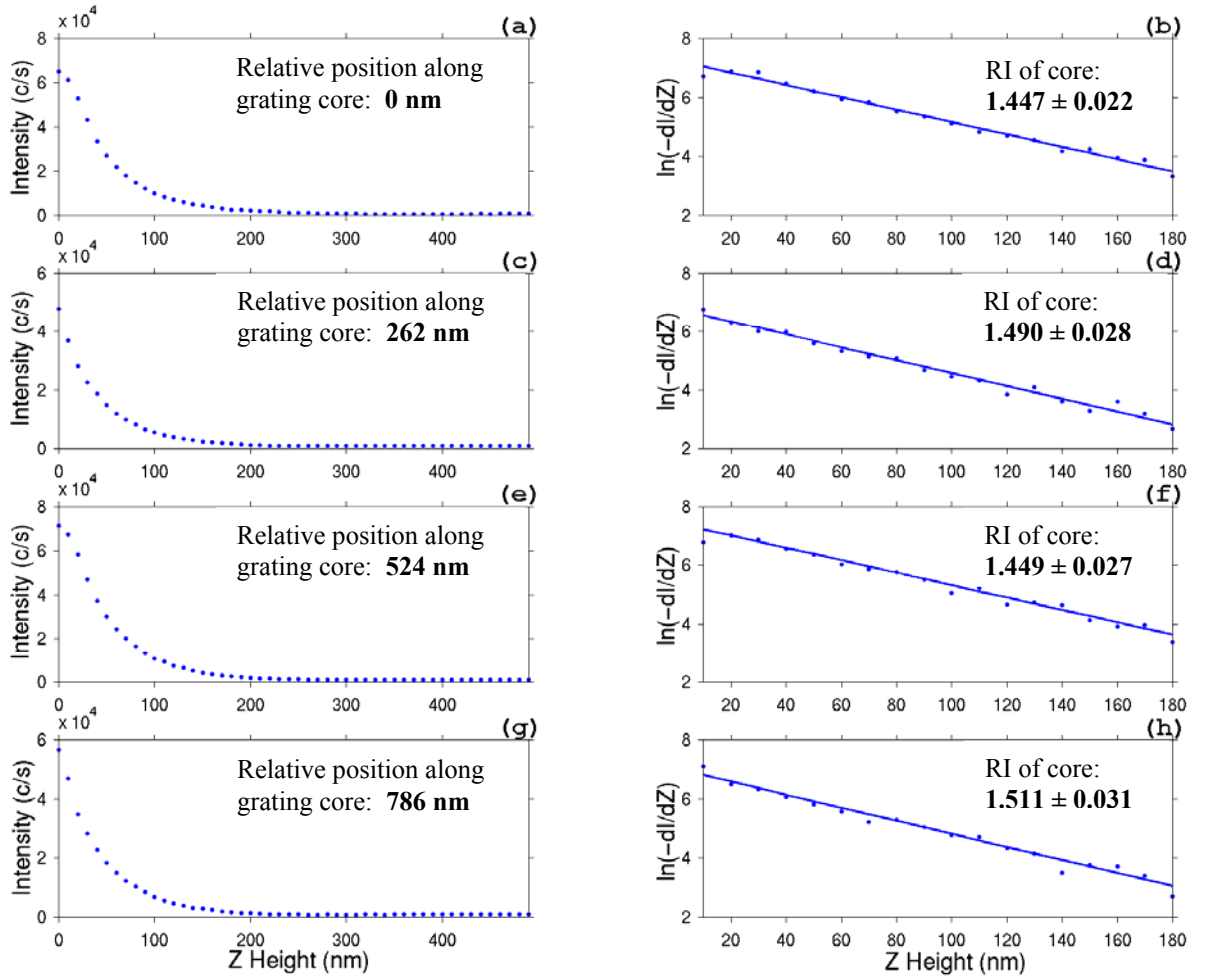 x 10⁴
(a)
8
6
4
2
0
Intensity (c/s)
Relative position along
grating core: 0 nm
0 100 200 300 400
(b)
8
6
4
2
ln(−dI/dZ)
RI of core:
1.447 ± 0.022
20 40 60 80 100 120 140 160 180
x 10⁴
(c)
6
4
2
0
Intensity (c/s)
Relative position along
grating core: 262 nm
0 100 200 300 400
(d)
8
6
4
2
ln(−dI/dZ)
RI of core:
1.490 ± 0.028
20 40 60 80 100 120 140 160 180
x 10⁴
(e)
8
6
4
2
0
Intensity (c/s)
Relative position along
grating core: 524 nm
0 100 200 300 400
(f)
8
6
4
2
ln(−dI/dZ)
RI of core:
1.449 ± 0.027
20 40 60 80 100 120 140 160 180
x 10⁴
(g)
6
4
2
0
Intensity (c/s)
Relative position along
grating core: 786 nm
0 100 200 300 400
Z Height (nm)
(h)
8
6
4
2
ln(−dI/dZ)
RI of core:
1.511 ± 0.031
20 40 60 80 100 120 140 160 180
Z Height (nm)